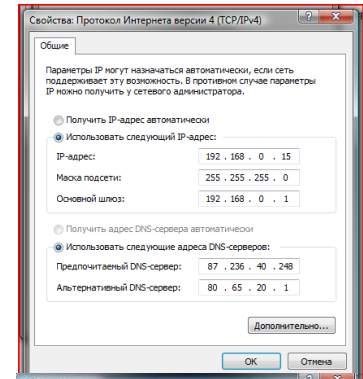 Свойства: Протокол Интернета версии 4 (TCP/IPv4)
Общие
Параметры IP могут назначаться автоматически, если сеть
поддерживает эту возможность. В противном случае параметры
IP можно получить у сетевого администратора.
Получить IP-адрес автоматически
Использовать следующий IP-адрес:
IP-адрес: 192 . 168 . 0 . 15
Маска подсети: 255 . 255 . 255 . 0
Основной шлюз: 192 . 168 . 0 . 1
Получить адрес DNS-сервера автоматически
Использовать следующие адреса DNS-серверов:
Предпочитаемый DNS-сервер: 87 . 236 . 40 . 248
Альтернативный DNS-сервер: 80 . 65 . 20 . 1
Дополнительно...
ОК Отмена